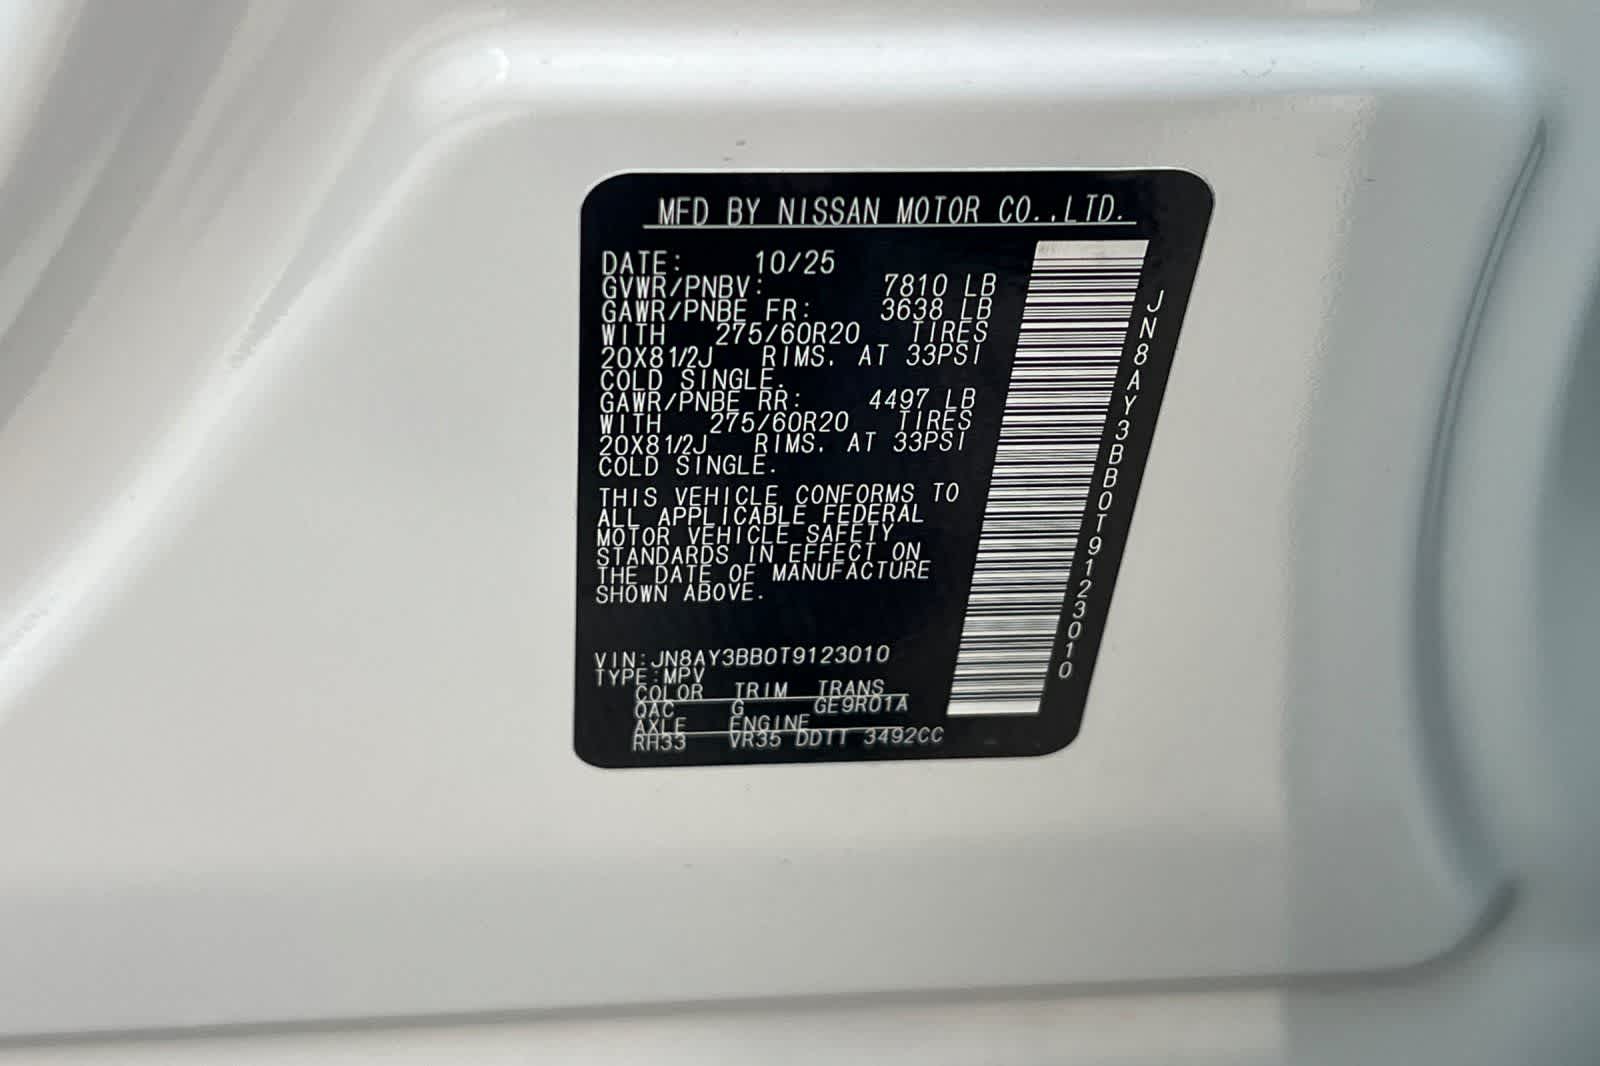 MFD BY NISSAN MOTOR CO.,LTD.
DATE: 10/25
GVWR/PNBV: 7810 LB
GAWR/PNBE FR: 3638 LB
WITH 275/60R20 TIRES
20X81/2J RIMS, AT 33PSI
COLD SINGLE.
GAWR/PNBE RR: 4497 LB
WITH 275/60R20 TIRES
20X81/2J RIMS, AT 33PSI
COLD SINGLE.
THIS VEHICLE CONFORMS TO
ALL APPLICABLE FEDERAL
MOTOR VEHICLE SAFETY
STANDARDS IN EFFECT ON
THE DATE OF MANUFACTURE
SHOWN ABOVE.
VIN:JN8AY3BB0T9123010
TYPE:MPV
COLOR TRIM TRANS
QAC G GE9R01A
AXLE ENGINE
RH33 VR35 DDTT 3492CC
JN8AY3BB0T9123010